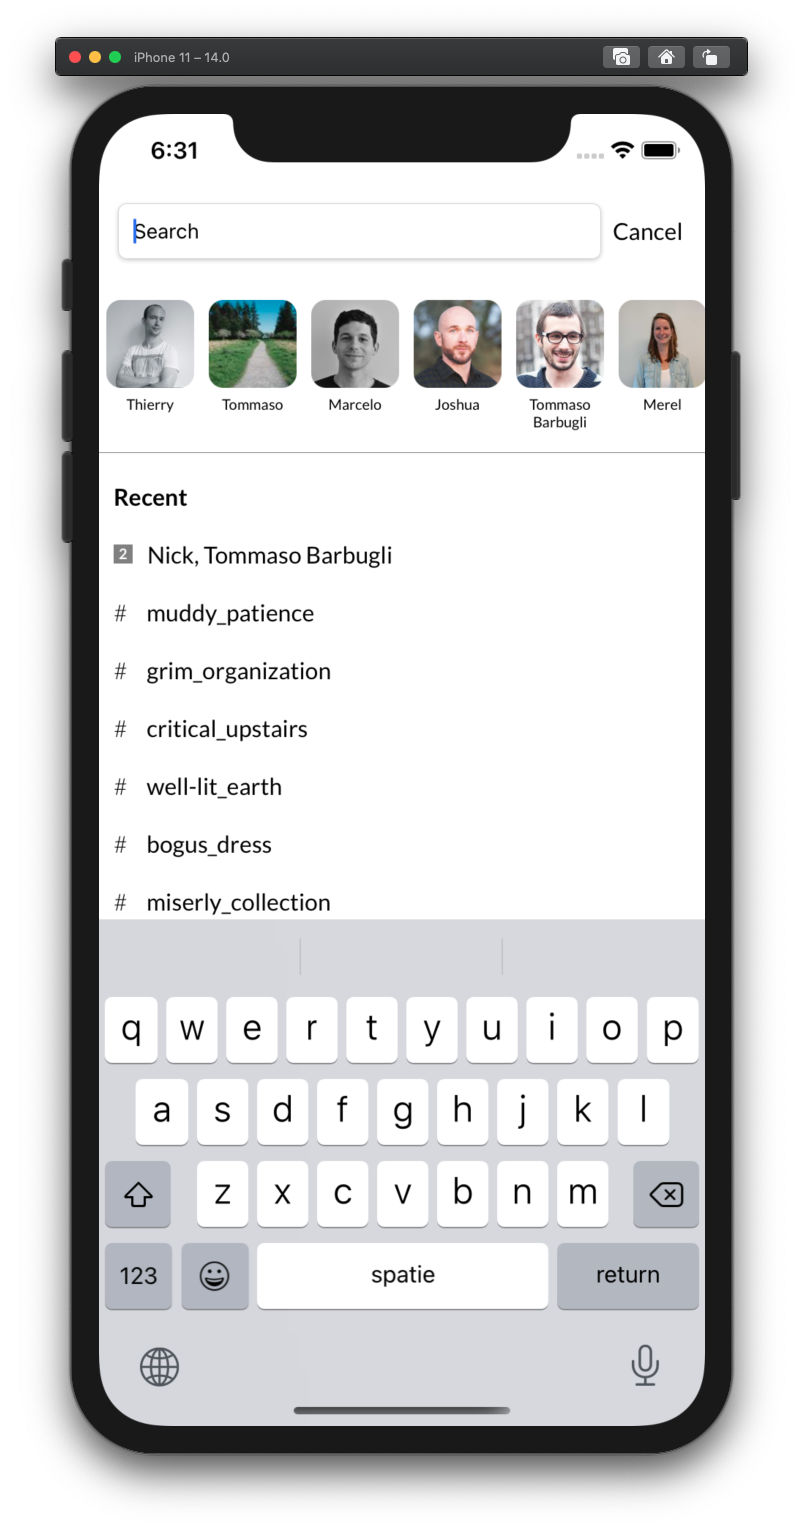 iPhone 11 – 14.0
6:31
Search
Cancel
Thierry
Tommaso
Marcelo
Joshua
Tommaso
Barbugli
Merel
Recent
2 Nick, Tommaso Barbugli
# muddy_patience
# grim_organization
# critical_upstairs
# well-lit_earth
# bogus_dress
# miserly_collection
q w e r t y u i o p
a s d f g h j k l
z x c v b n m
123 spatie return